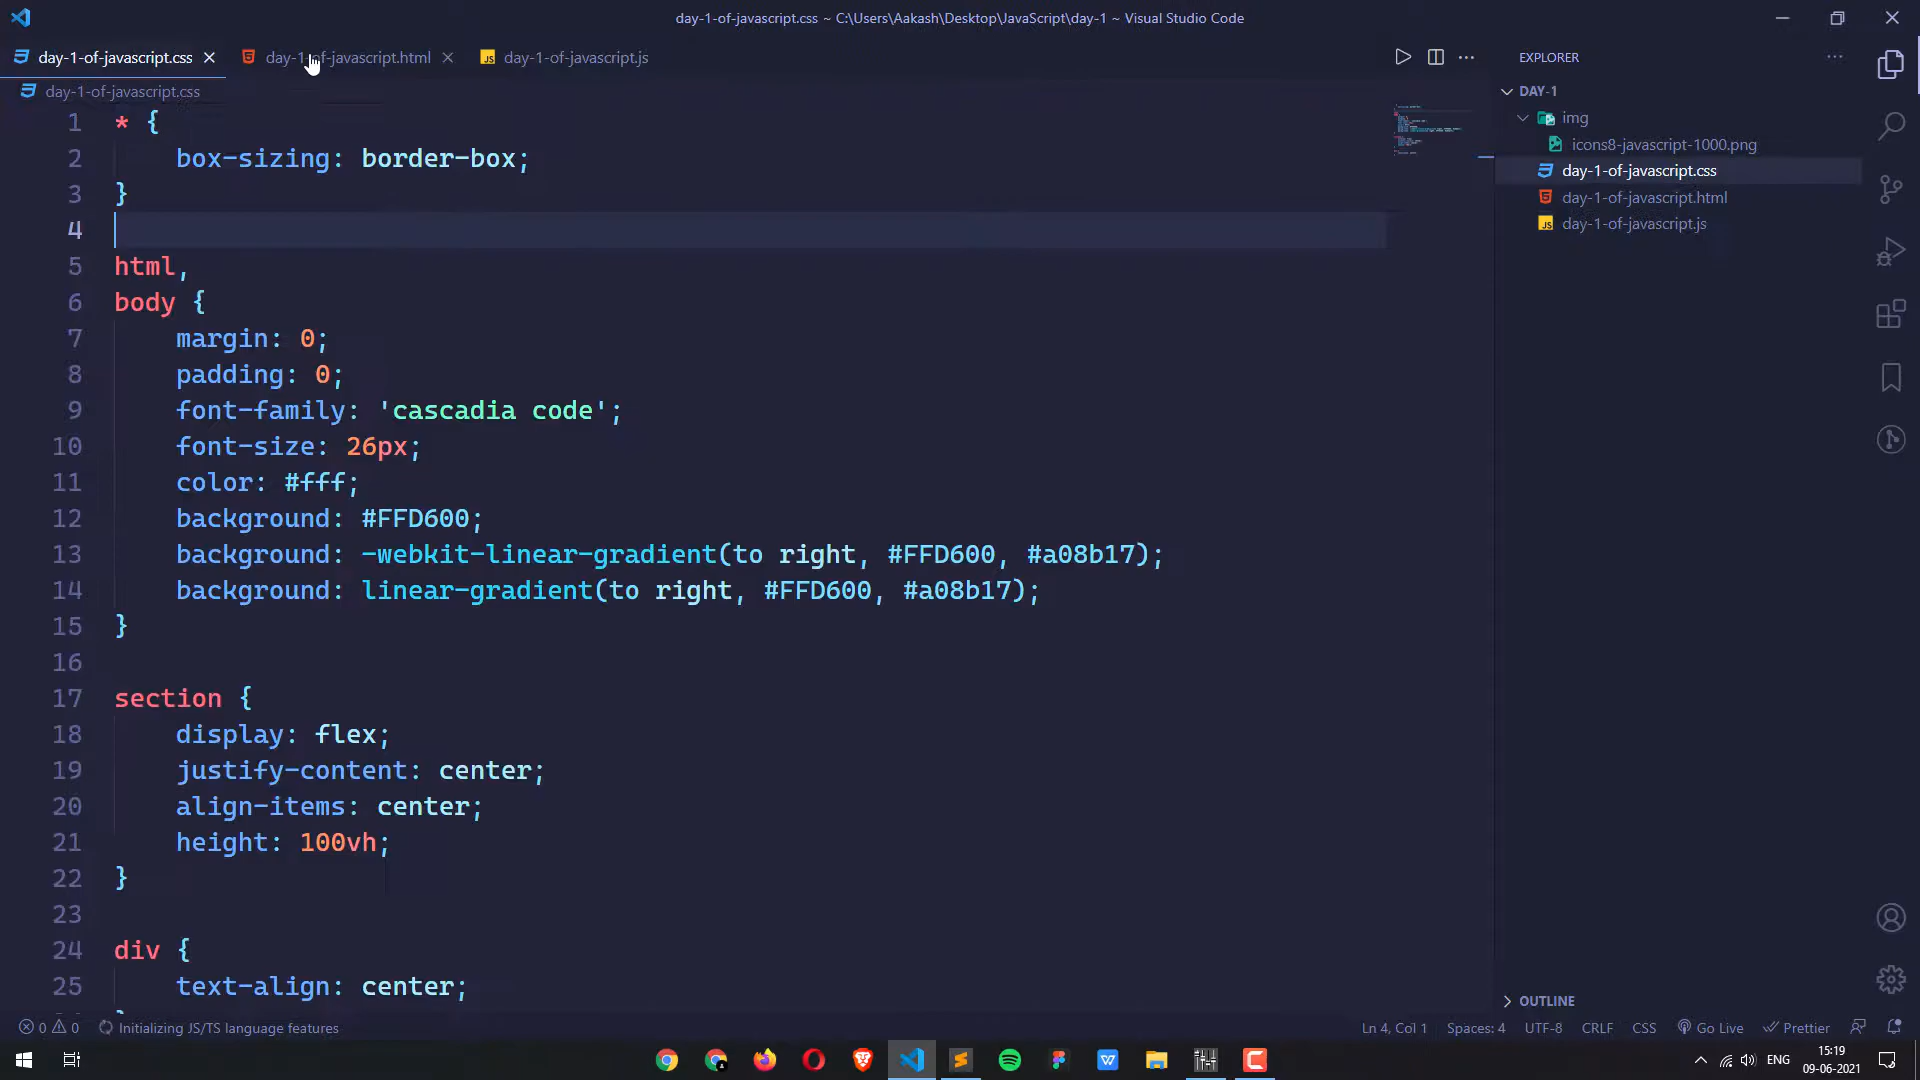 day-1-of-javascript.css ~ C:\Users\Aakash\Desktop\JavaScript\day-1 ~ Visual Studio Code
day-1-of-javascript.css
day-1-of-javascript.html
JS day-1-of-javascript.js
EXPLORER
day-1-of-javascript.css
DAY-1
img
icons8-javascript-1000.png
day-1-of-javascript.css
day-1-of-javascript.html
JS day-1-of-javascript.js
1 * {
2 box-sizing: border-box;
3 }
4
5 html,
6 body {
7 margin: 0;
8 padding: 0;
9 font-family: 'cascadia code';
10 font-size: 26px;
11 color: #fff;
12 background: #FFD600;
13 background: -webkit-linear-gradient(to right, #FFD600, #a08b17);
14 background: linear-gradient(to right, #FFD600, #a08b17);
15 }
16
17 section {
18 display: flex;
19 justify-content: center;
20 align-items: center;
21 height: 100vh;
22 }
23
24 div {
25 text-align: center;
OUTLINE
0 0 Initializing JS/TS language features
Ln 4, Col 1 Spaces: 4 UTF-8 CRLF CSS Go Live Prettier
ENG
15:19
09-06-2021